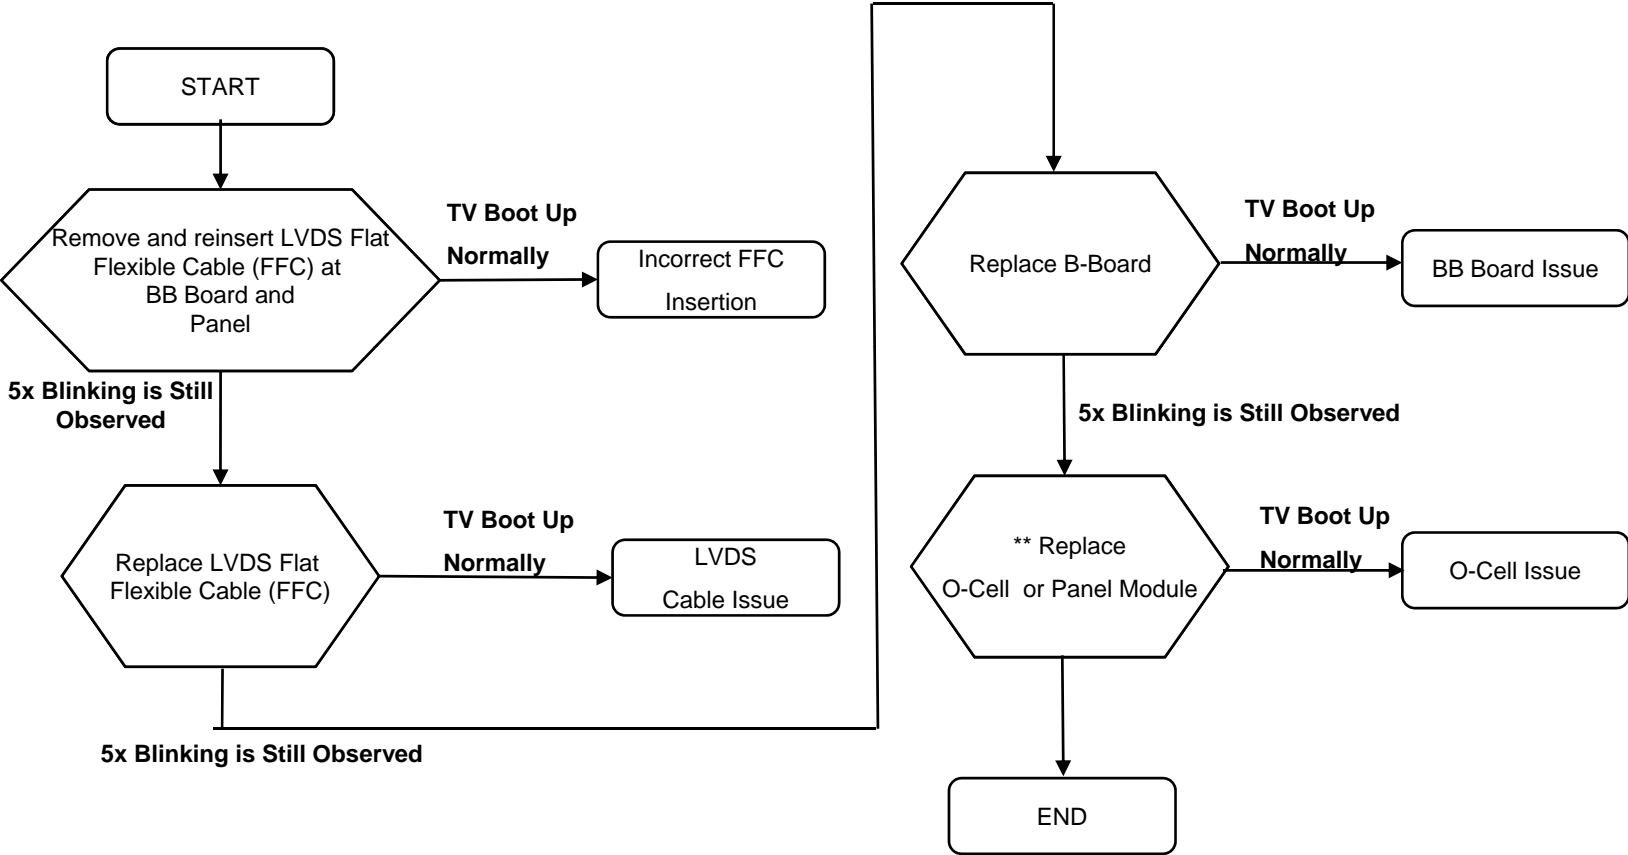 START
Remove and reinsert LVDS Flat
Flexible Cable (FFC) at
BB Board and
Panel
TV Boot Up
Normally
Incorrect FFC
Insertion
5x Blinking is Still
Observed
Replace LVDS Flat
Flexible Cable (FFC)
TV Boot Up
Normally
LVDS
Cable Issue
5x Blinking is Still Observed
Replace B-Board
TV Boot Up
Normally
BB Board Issue
5x Blinking is Still Observed
** Replace
O-Cell or Panel Module
TV Boot Up
Normally
O-Cell Issue
END